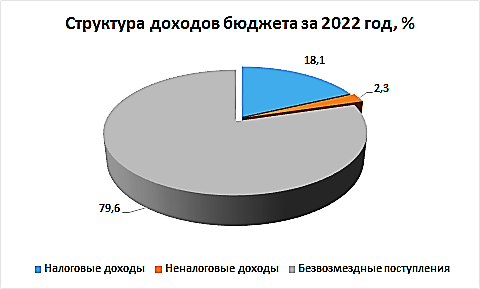 Структура доходов бюджета за 2022 год, %
18,1
2,3
79,6
Налоговые доходы
Неналоговые доходы
Безвозмездные поступления